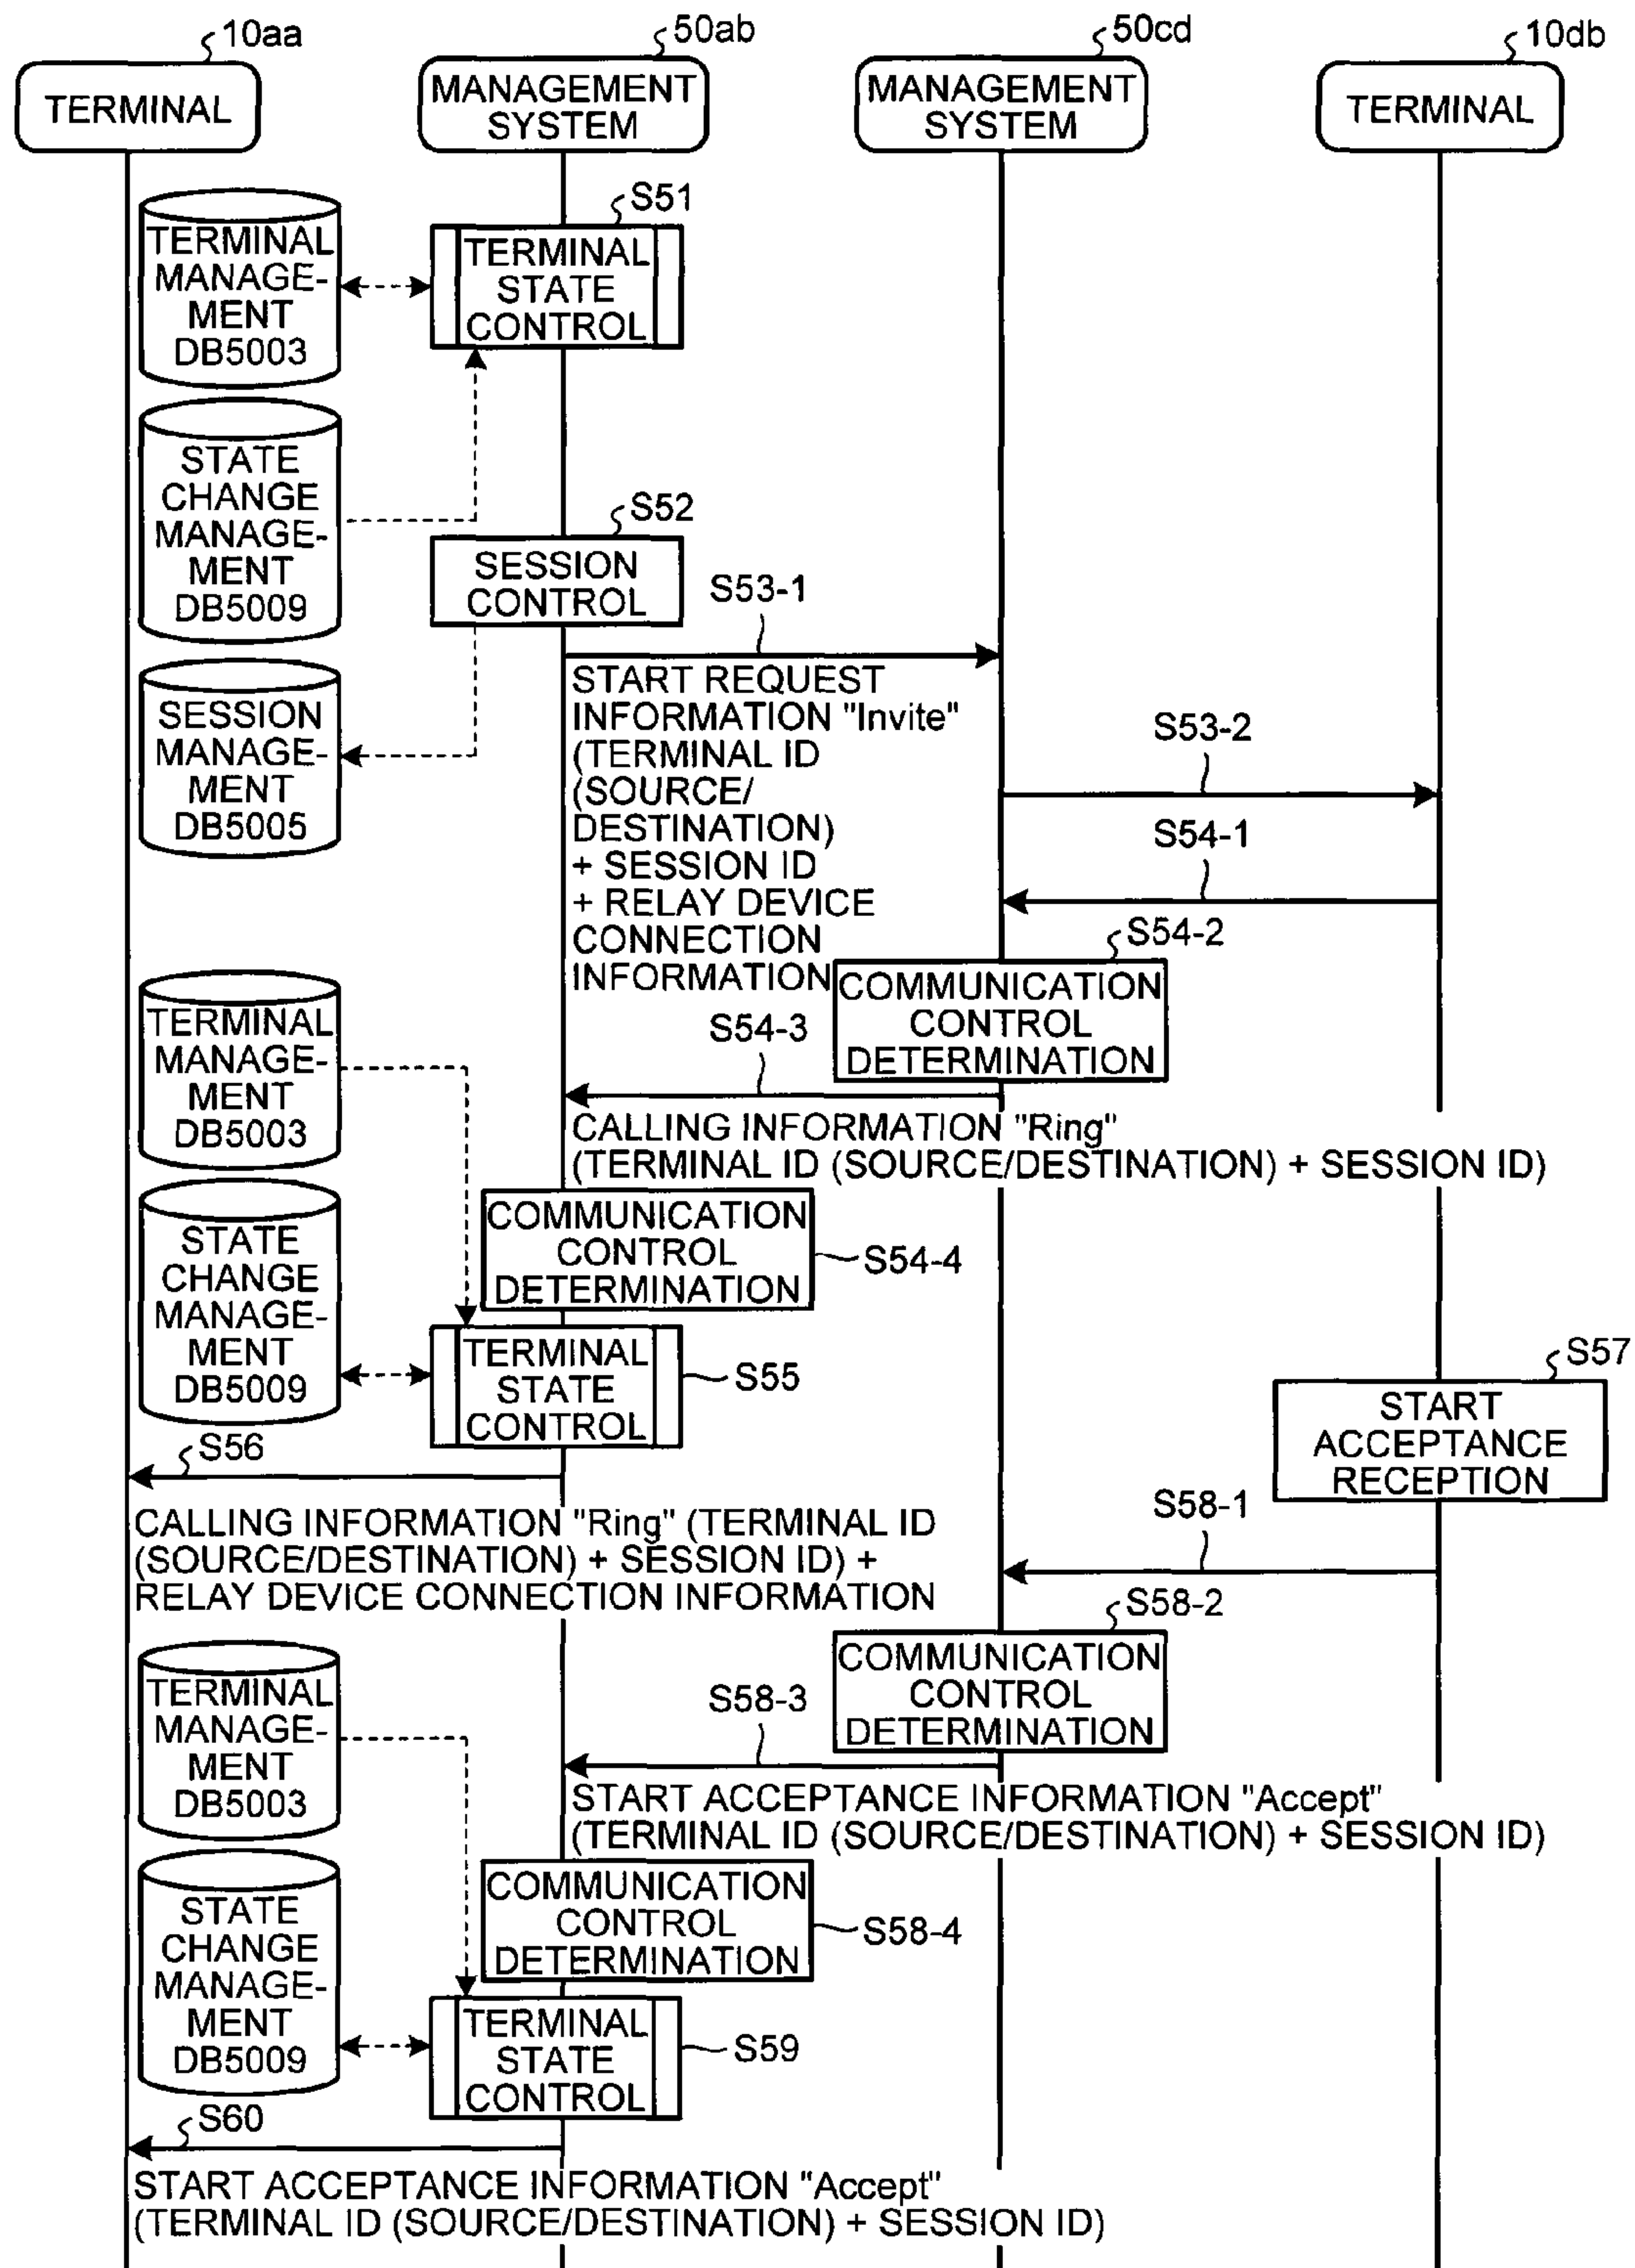 10aa
50ab
50cd
10db
TERMINAL
MANAGEMENT
SYSTEM
MANAGEMENT
SYSTEM
TERMINAL
S51
TERMINAL
MANAGE-
MENT
DB5003
TERMINAL
STATE
CONTROL
STATE
CHANGE
MANAGE-
MENT
DB5009
S52
SESSION
CONTROL
S53-1
START REQUEST
INFORMATION "Invite"
(TERMINAL ID
(SOURCE/
DESTINATION)
+ SESSION ID
+ RELAY DEVICE
CONNECTION
INFORMATION
SESSION
MANAGE-
MENT
DB5005
S53-2
S54-1
S54-2
COMMUNICATION
CONTROL
DETERMINATION
S54-3
CALLING INFORMATION "Ring"
(TERMINAL ID (SOURCE/DESTINATION) + SESSION ID)
TERMINAL
MANAGE-
MENT
DB5003
COMMUNICATION
CONTROL
DETERMINATION
S54-4
STATE
CHANGE
MANAGE-
MENT
DB5009
TERMINAL
STATE
CONTROL
S55
S57
START
ACCEPTANCE
RECEPTION
S56
CALLING INFORMATION "Ring" (TERMINAL ID
(SOURCE/DESTINATION) + SESSION ID) +
RELAY DEVICE CONNECTION INFORMATION
S58-1
S58-2
COMMUNICATION
CONTROL
DETERMINATION
S58-3
START ACCEPTANCE INFORMATION "Accept"
(TERMINAL ID (SOURCE/DESTINATION) + SESSION ID)
TERMINAL
MANAGE-
MENT
DB5003
COMMUNICATION
CONTROL
DETERMINATION
S58-4
STATE
CHANGE
MANAGE-
MENT
DB5009
TERMINAL
STATE
CONTROL
S59
S60
START ACCEPTANCE INFORMATION "Accept"
(TERMINAL ID (SOURCE/DESTINATION) + SESSION ID)